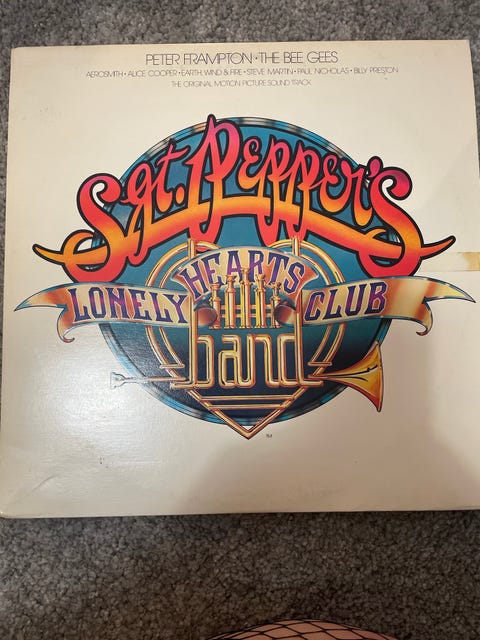 PETER FRAMPTON • THE BEE GEES
AEROSMITH • ALICE COOPER • EARTH, WIND & FIRE • STEVE MARTIN • PAUL NICHOLAS • BILLY PRESTON
THE ORIGINAL MOTION PICTURE SOUND TRACK
Sgt. Pepper's
LONELY HEARTS CLUB
band
TM